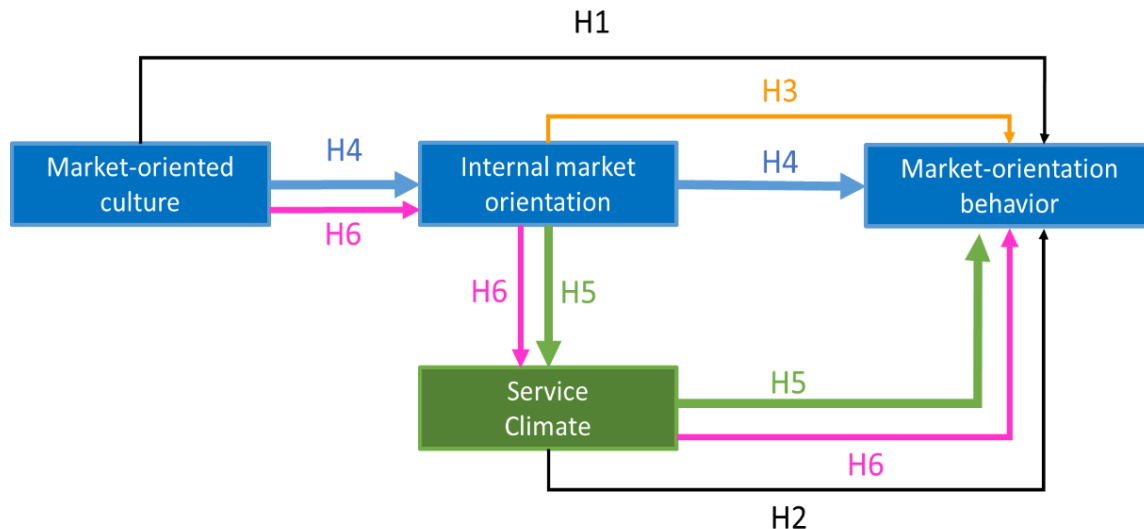 H1
H3
Market-oriented
culture
H4
H6
Internal market
orientation
H4
Market-orientation
behavior
H6
H5
Service
Climate
H5
H6
H2